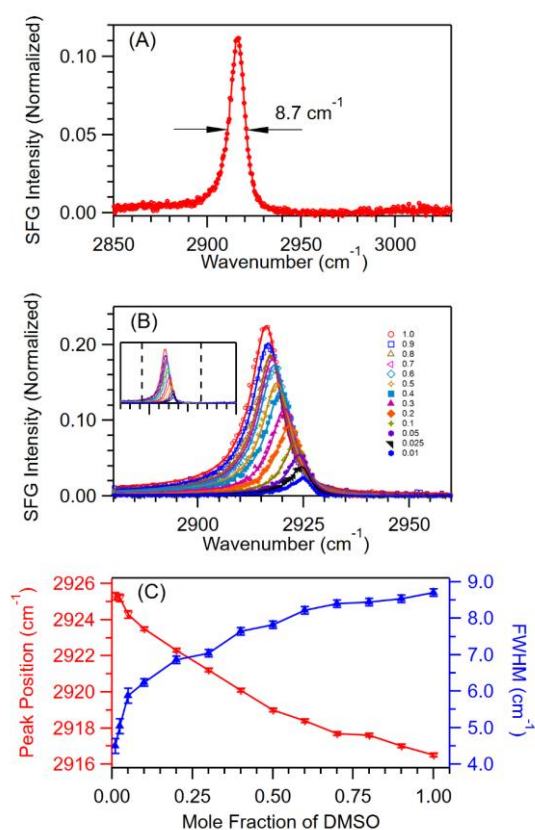 (A)
SFG Intensity (Normalized)
0.10
0.05
0.00
8.7 cm⁻¹
2850 2900 2950 3000
Wavenumber (cm⁻¹)
(B)
SFG Intensity (Normalized)
0.20
0.10
0.00
1.0
0.9
0.8
0.7
0.6
0.5
0.4
0.3
0.2
0.1
0.05
0.025
0.01
2900 2925 2950
Wavenumber (cm⁻¹)
(C)
Peak Position (cm⁻¹)
2926
2924
2922
2920
2918
2916
9.0
8.0
7.0
6.0
5.0
4.0
FWHM (cm⁻¹)
0.00 0.25 0.50 0.75 1.00
Mole Fraction of DMSO